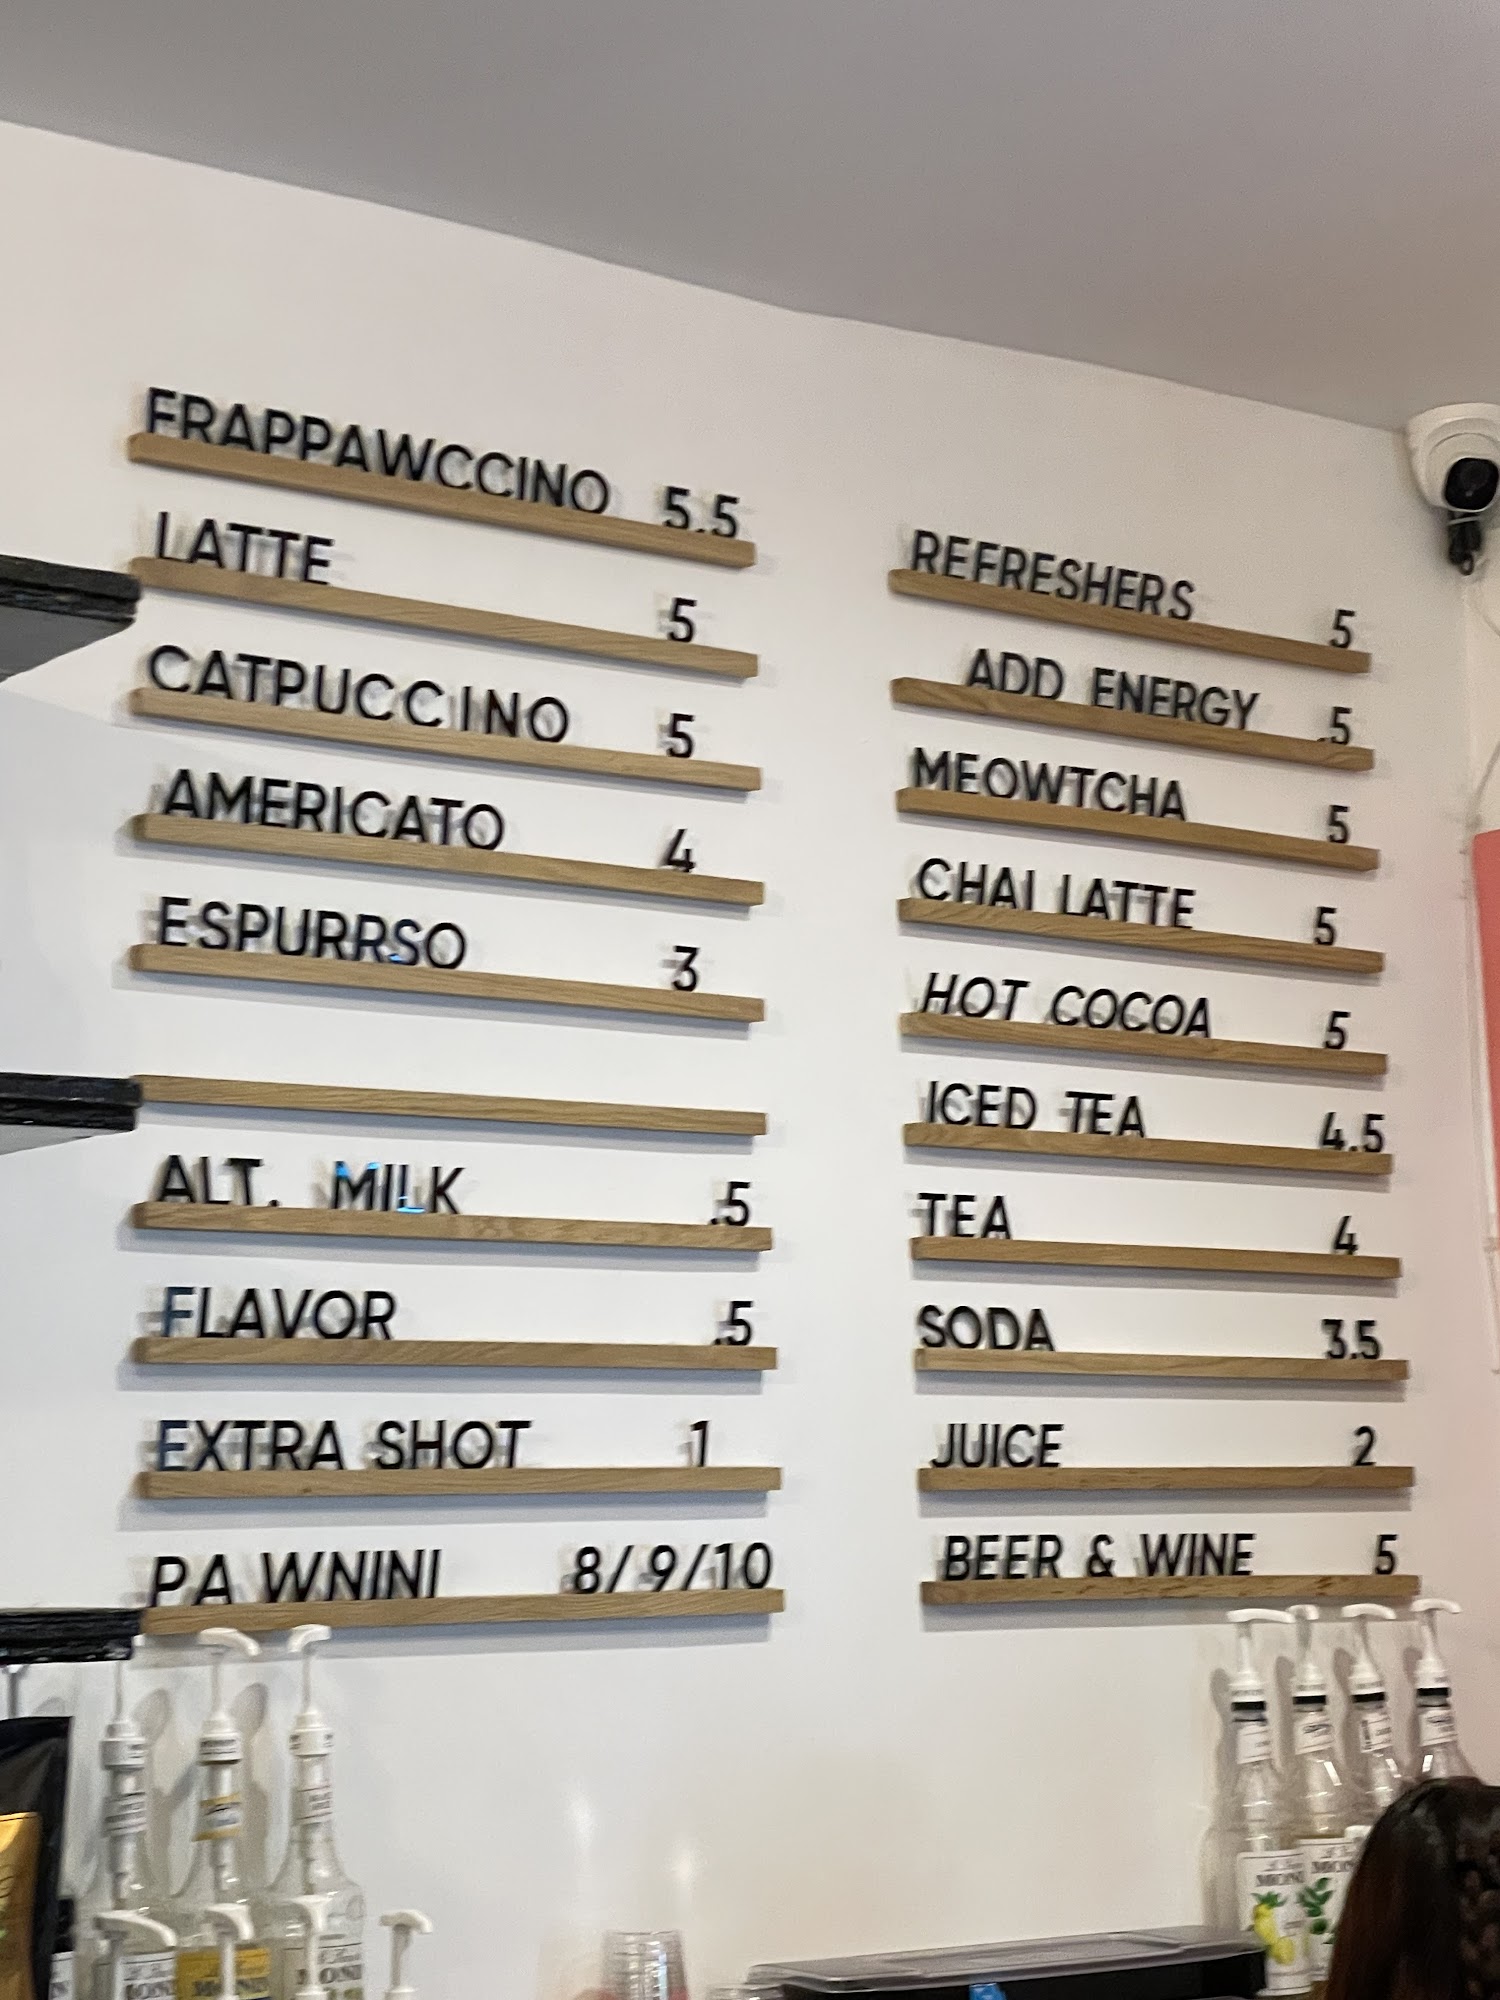 FRAPPAWCCINO 5.5
LATTE 5
CATPUCCINO 5
AMERICATO 4
ESPURRSO 3
ALT. MILK .5
FLAVOR .5
EXTRA SHOT 1
PAWNINI 8/9/10
REFRESHERS 5
ADD ENERGY .5
MEOWTCHA 5
CHAI LATTE 5
HOT COCOA 5
ICED TEA 4.5
TEA 4
SODA 3.5
JUICE 2
BEER & WINE 5